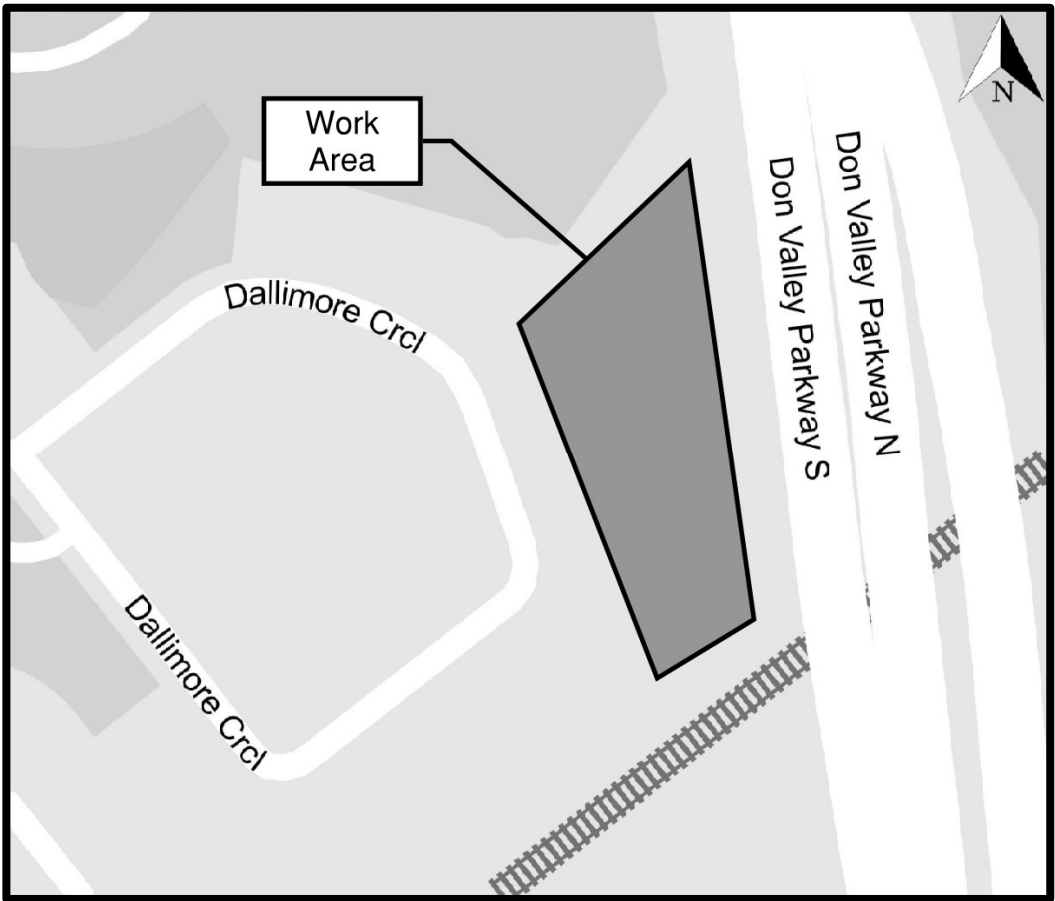 Work
Area
N
Don Valley Parkway N
Don Valley Parkway S
Dallimore Crcl
Dallimore Crcl